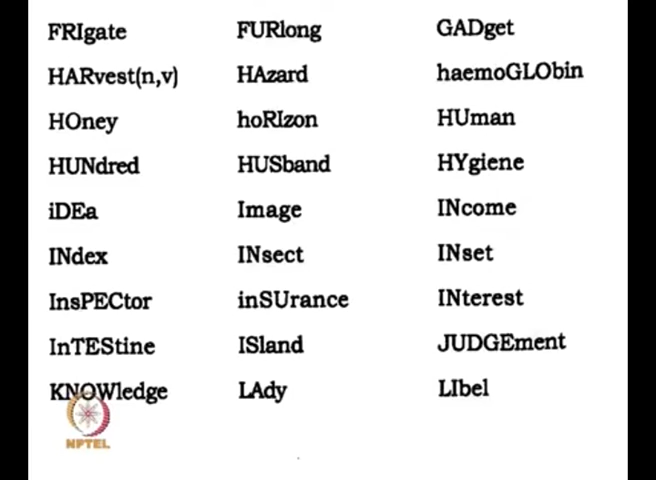 FRIgate FURlong GADget
HARvest(n,v) HAzard haemoGLObin
HOney hoRIzon HUman
HUNdred HUSband HYgiene
iDEa Image INcome
INdex INsect INset
InsPECtor inSUrance INterest
InTEStine ISland JUDGEment
KNOWledge LAdy LIbel
NPTEL